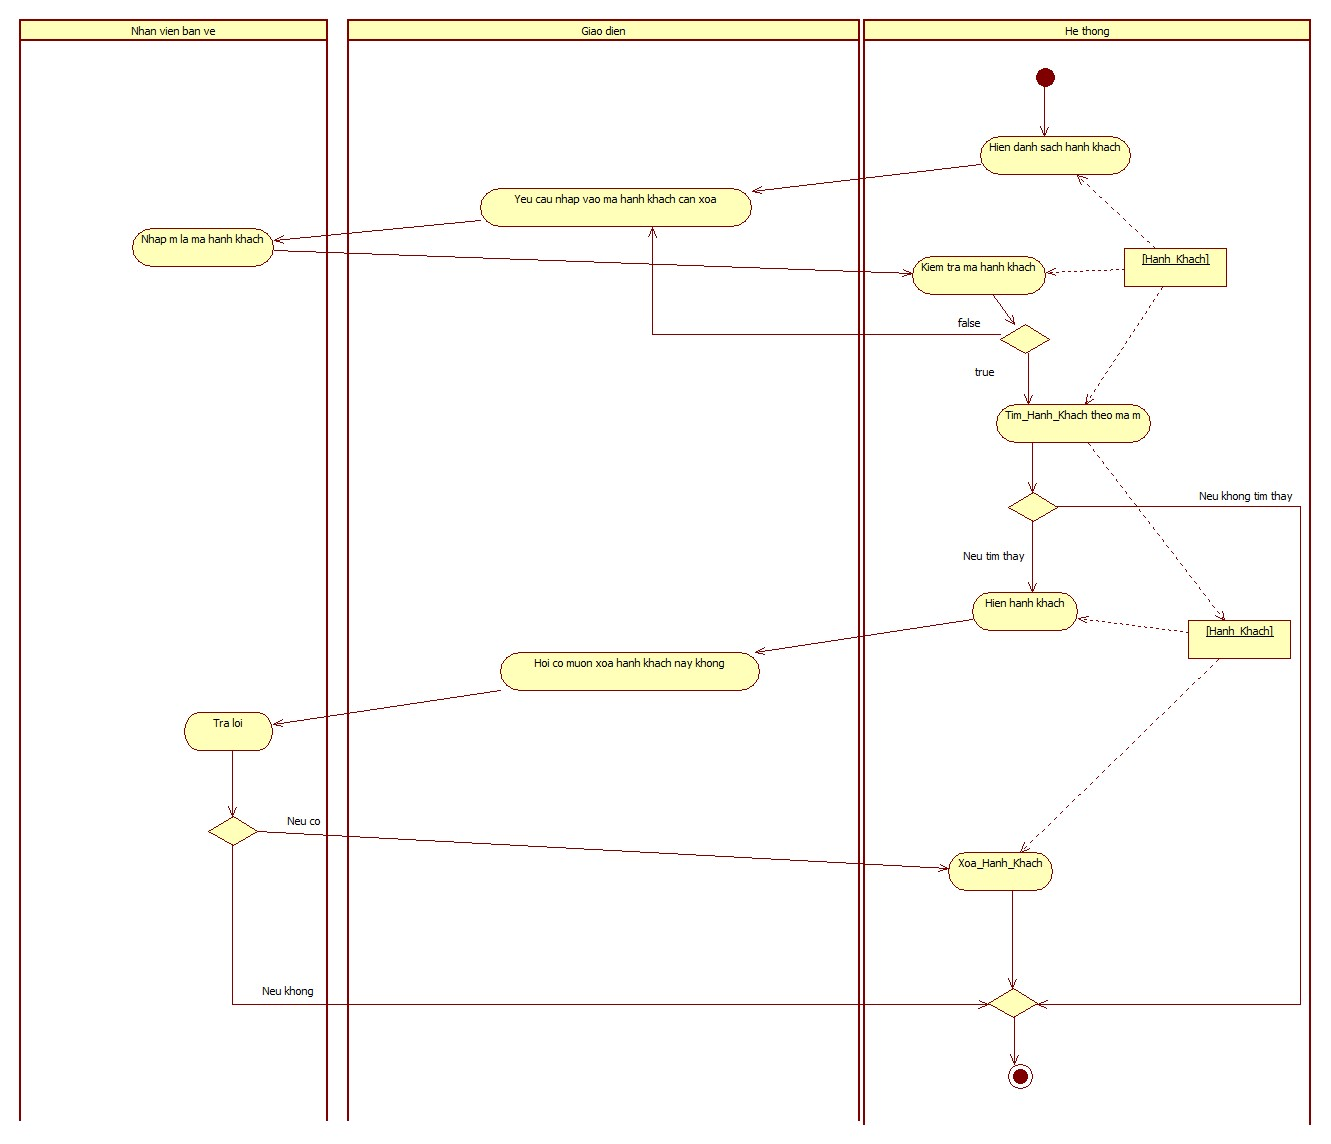 Nhan vien ban ve
Giao dien
He thong
Hien danh sach hanh khach
Yeu cau nhap vao ma hanh khach can xoa
Nhap m la ma hanh khach
[Hanh_Khach]
Kiem tra ma hanh khach
false
true
Tim_Hanh_Khach theo ma m
Neu khong tim thay
Neu tim thay
Hien hanh khach
[Hanh_Khach]
Hoi co muon xoa hanh khach nay khong
Tra loi
Neu co
Xoa_Hanh_Khach
Neu khong